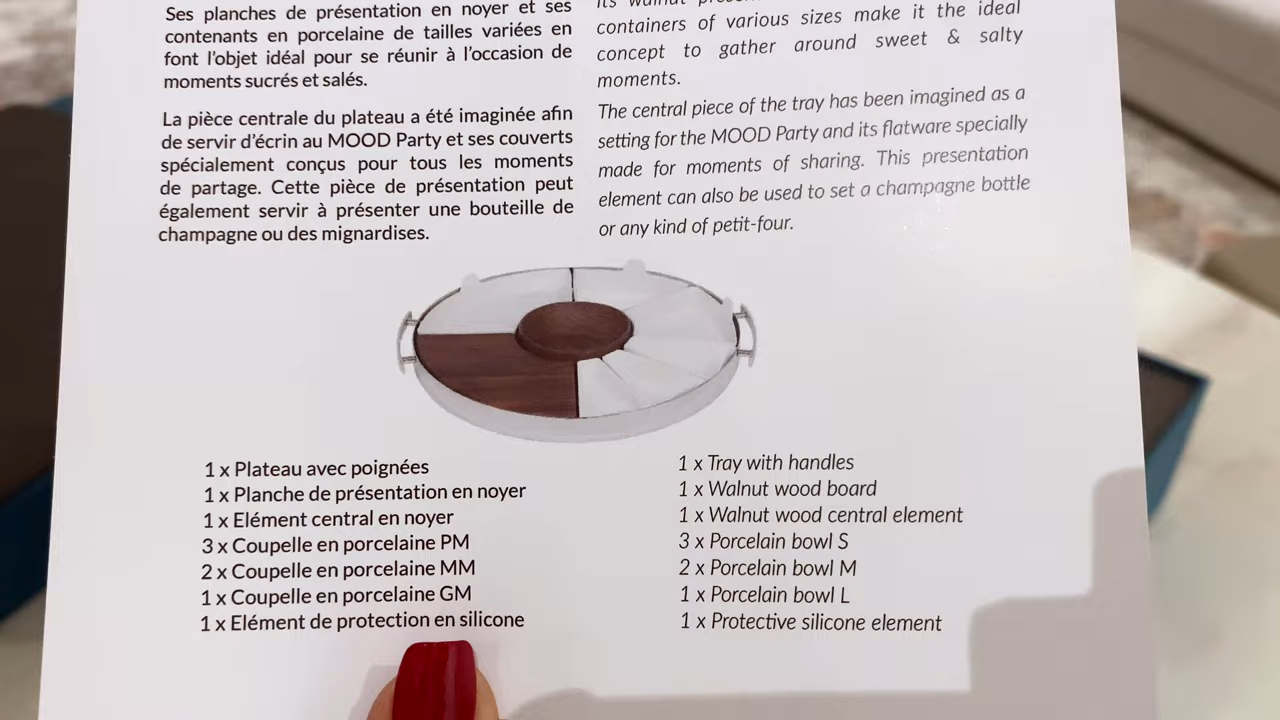 Ses planches de présentation en noyer et ses
contenants en porcelaine de tailles variées en
font l'objet idéal pour se réunir à l'occasion de
moments sucrés et salés.
La pièce centrale du plateau a été imaginée afin
de servir d'écrin au MOOD Party et ses couverts
spécialement conçus pour tous les moments
de partage. Cette pièce de présentation peut
également servir à présenter une bouteille de
champagne ou des mignardises.
Its walnut
containers of various sizes make it the ideal
concept to gather around sweet & salty
moments.
The central piece of the tray has been imagined as a
setting for the MOOD Party and its flatware specially
made for moments of sharing. This presentation
element can also be used to set a champagne bottle
or any kind of petit-four.
1 x Plateau avec poignées
1 x Planche de présentation en noyer
1 x Elément central en noyer
3 x Coupelle en porcelaine PM
2 x Coupelle en porcelaine MM
1 x Coupelle en porcelaine GM
1 x Elément de protection en silicone
1 x Tray with handles
1 x Walnut wood board
1 x Walnut wood central element
3 x Porcelain bowl S
2 x Porcelain bowl M
1 x Porcelain bowl L
1 x Protective silicone element